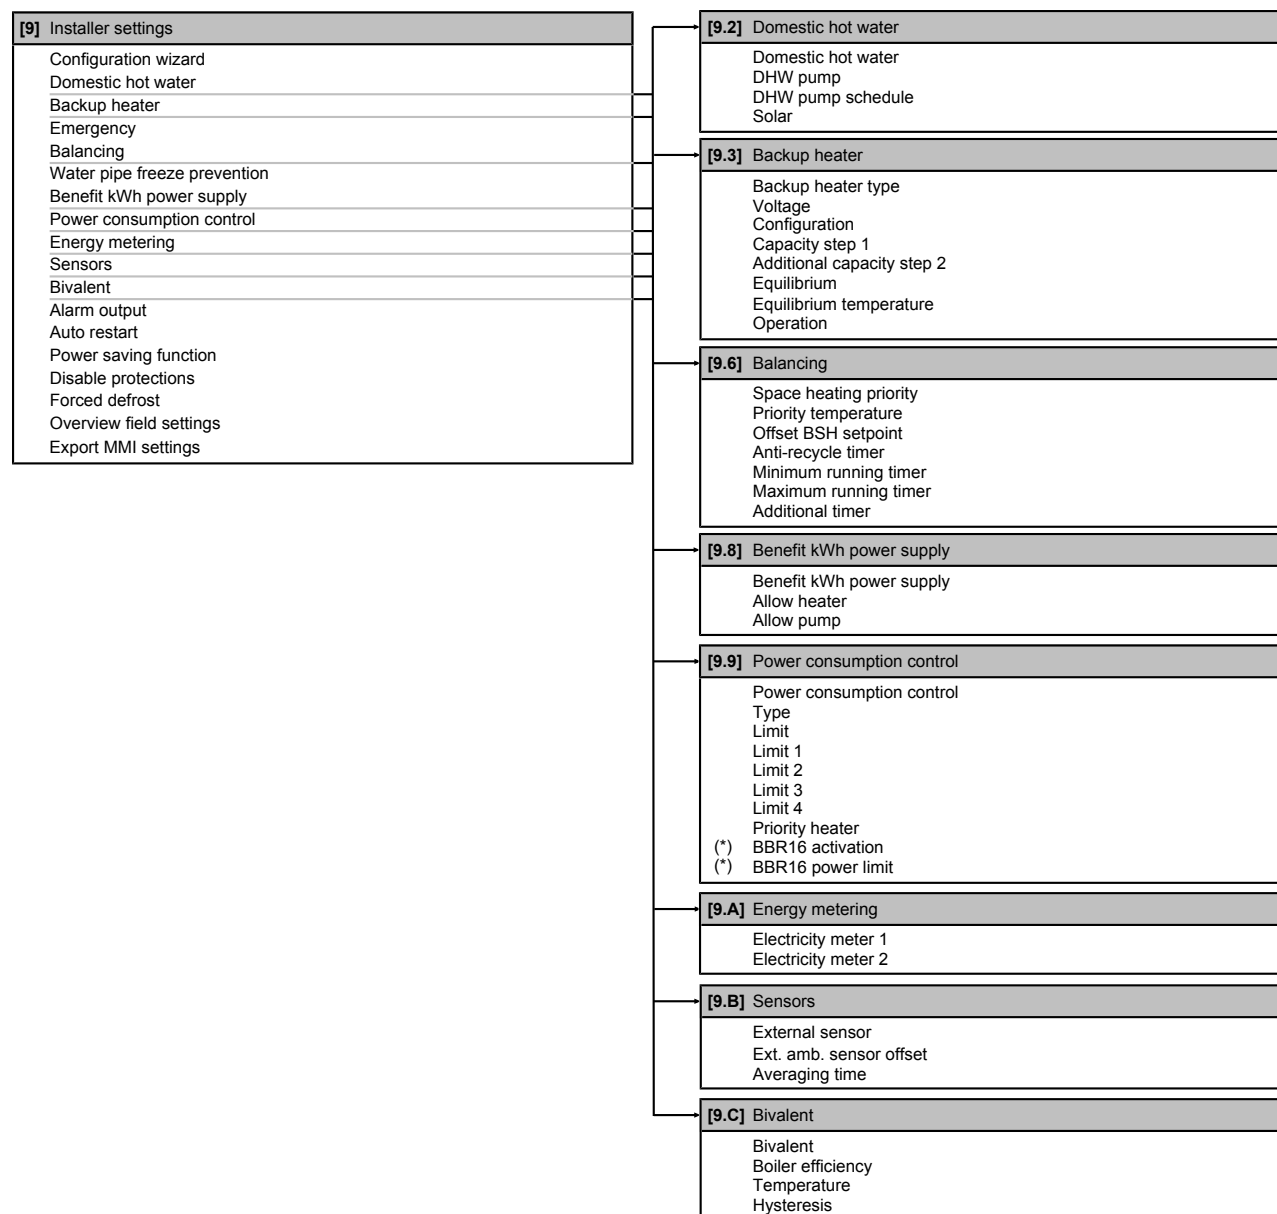 [9] Installer settings
Configuration wizard
Domestic hot water
Backup heater
Emergency
Balancing
Water pipe freeze prevention
Benefit kWh power supply
Power consumption control
Energy metering
Sensors
Bivalent
Alarm output
Auto restart
Power saving function
Disable protections
Forced defrost
Overview field settings
Export MMI settings
[9.2] Domestic hot water
Domestic hot water
DHW pump
DHW pump schedule
Solar
[9.3] Backup heater
Backup heater type
Voltage
Configuration
Capacity step 1
Additional capacity step 2
Equilibrium
Equilibrium temperature
Operation
[9.6] Balancing
Space heating priority
Priority temperature
Offset BSH setpoint
Anti-recycle timer
Minimum running timer
Maximum running timer
Additional timer
[9.8] Benefit kWh power supply
Benefit kWh power supply
Allow heater
Allow pump
[9.9] Power consumption control
Power consumption control
Type
Limit
Limit 1
Limit 2
Limit 3
Limit 4
Priority heater
(*) BBR16 activation
(*) BBR16 power limit
[9.A] Energy metering
Electricity meter 1
Electricity meter 2
[9.B] Sensors
External sensor
Ext. amb. sensor offset
Averaging time
[9.C] Bivalent
Bivalent
Boiler efficiency
Temperature
Hysteresis